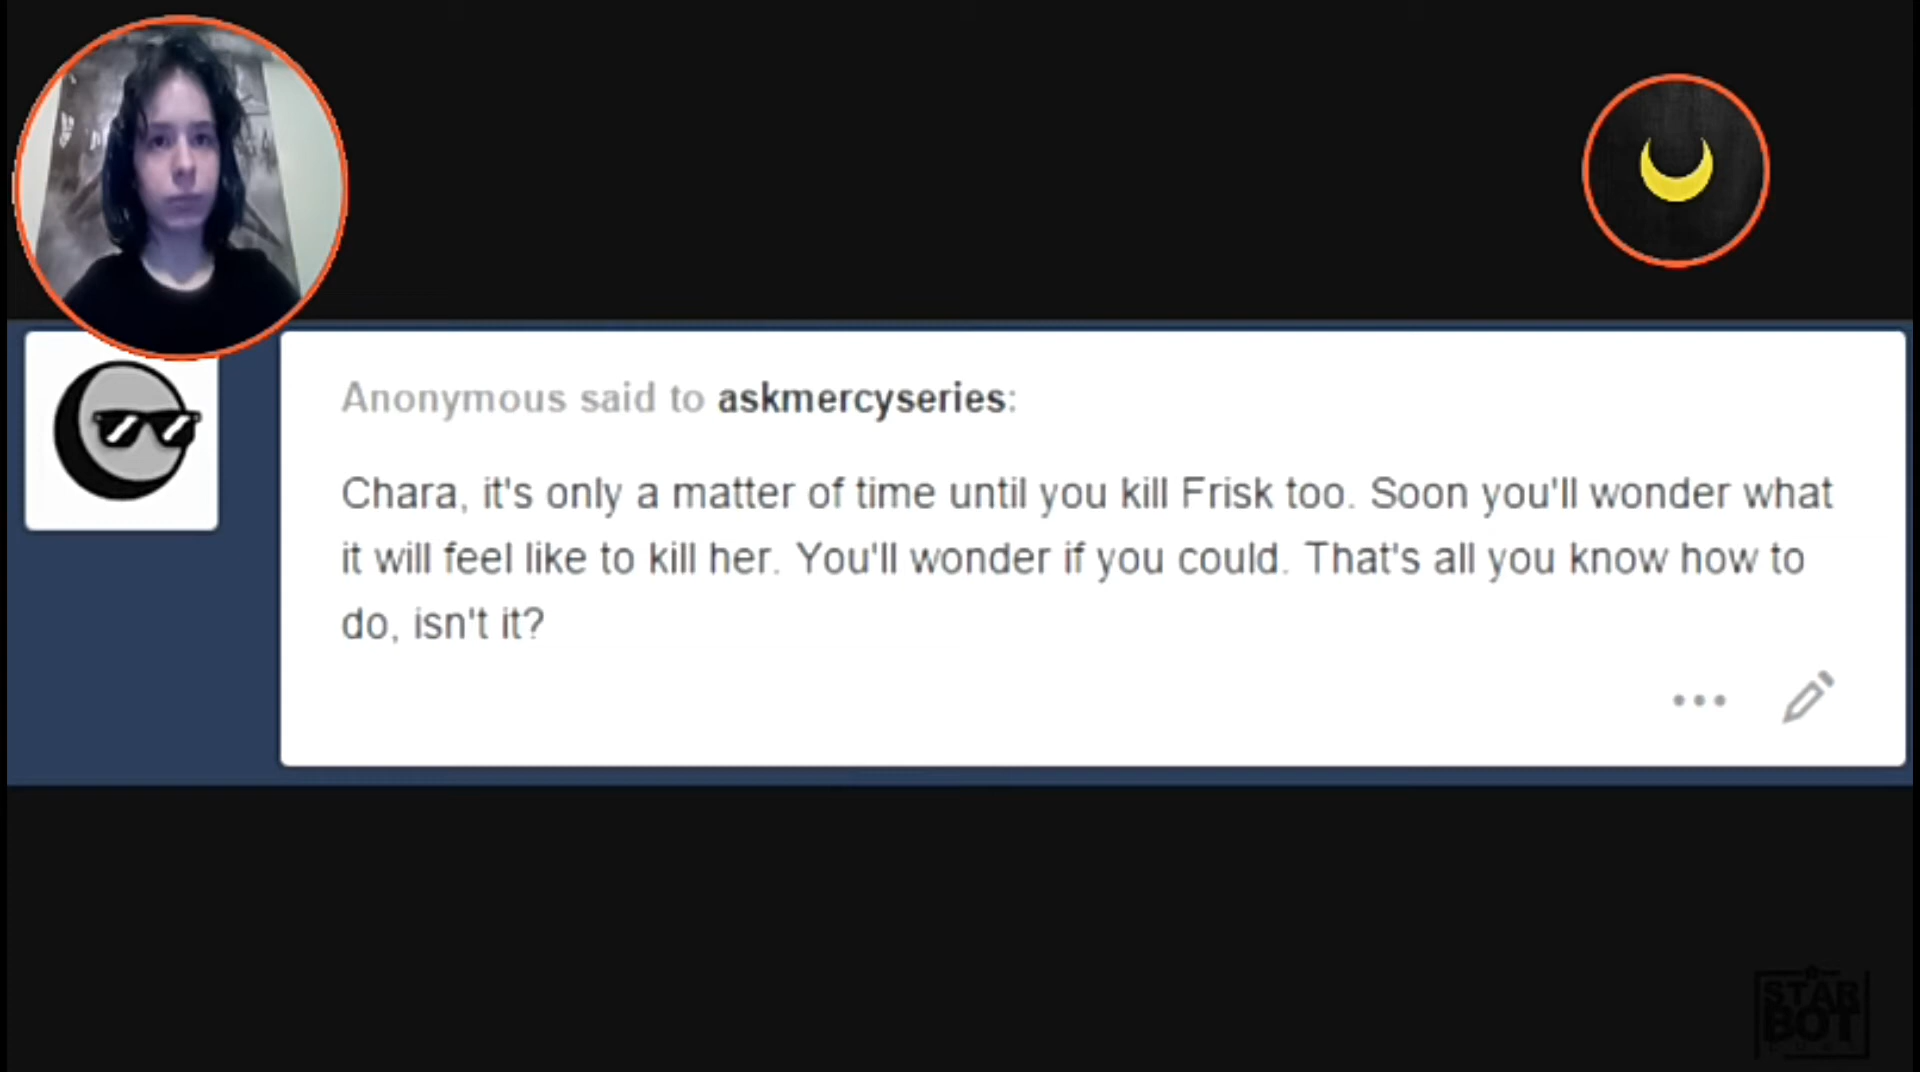 Anonymous said to askmercyseries:
Chara, it's only a matter of time until you kill Frisk too. Soon you'll wonder what
it will feel like to kill her. You'll wonder if you could. That's all you know how to
do, isn't it?
STAR
BOT